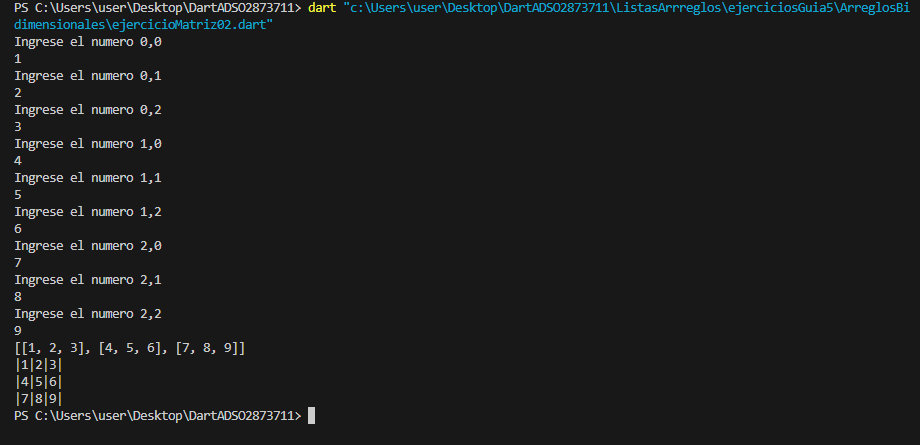 PS C:\Users\user\Desktop\DartADSO2873711> dart "c:\Users\user\Desktop\DartADSO2873711\ListasArrreglos\ejerciciosGuia5\ArreglosBi
dimensionales\ejercicioMatriz02.dart"
Ingrese el numero 0,0
1
Ingrese el numero 0,1
2
Ingrese el numero 0,2
3
Ingrese el numero 1,0
4
Ingrese el numero 1,1
5
Ingrese el numero 1,2
6
Ingrese el numero 2,0
7
Ingrese el numero 2,1
8
Ingrese el numero 2,2
9
[[1, 2, 3], [4, 5, 6], [7, 8, 9]]
|1|2|3|
|4|5|6|
|7|8|9|
PS C:\Users\user\Desktop\DartADSO2873711>